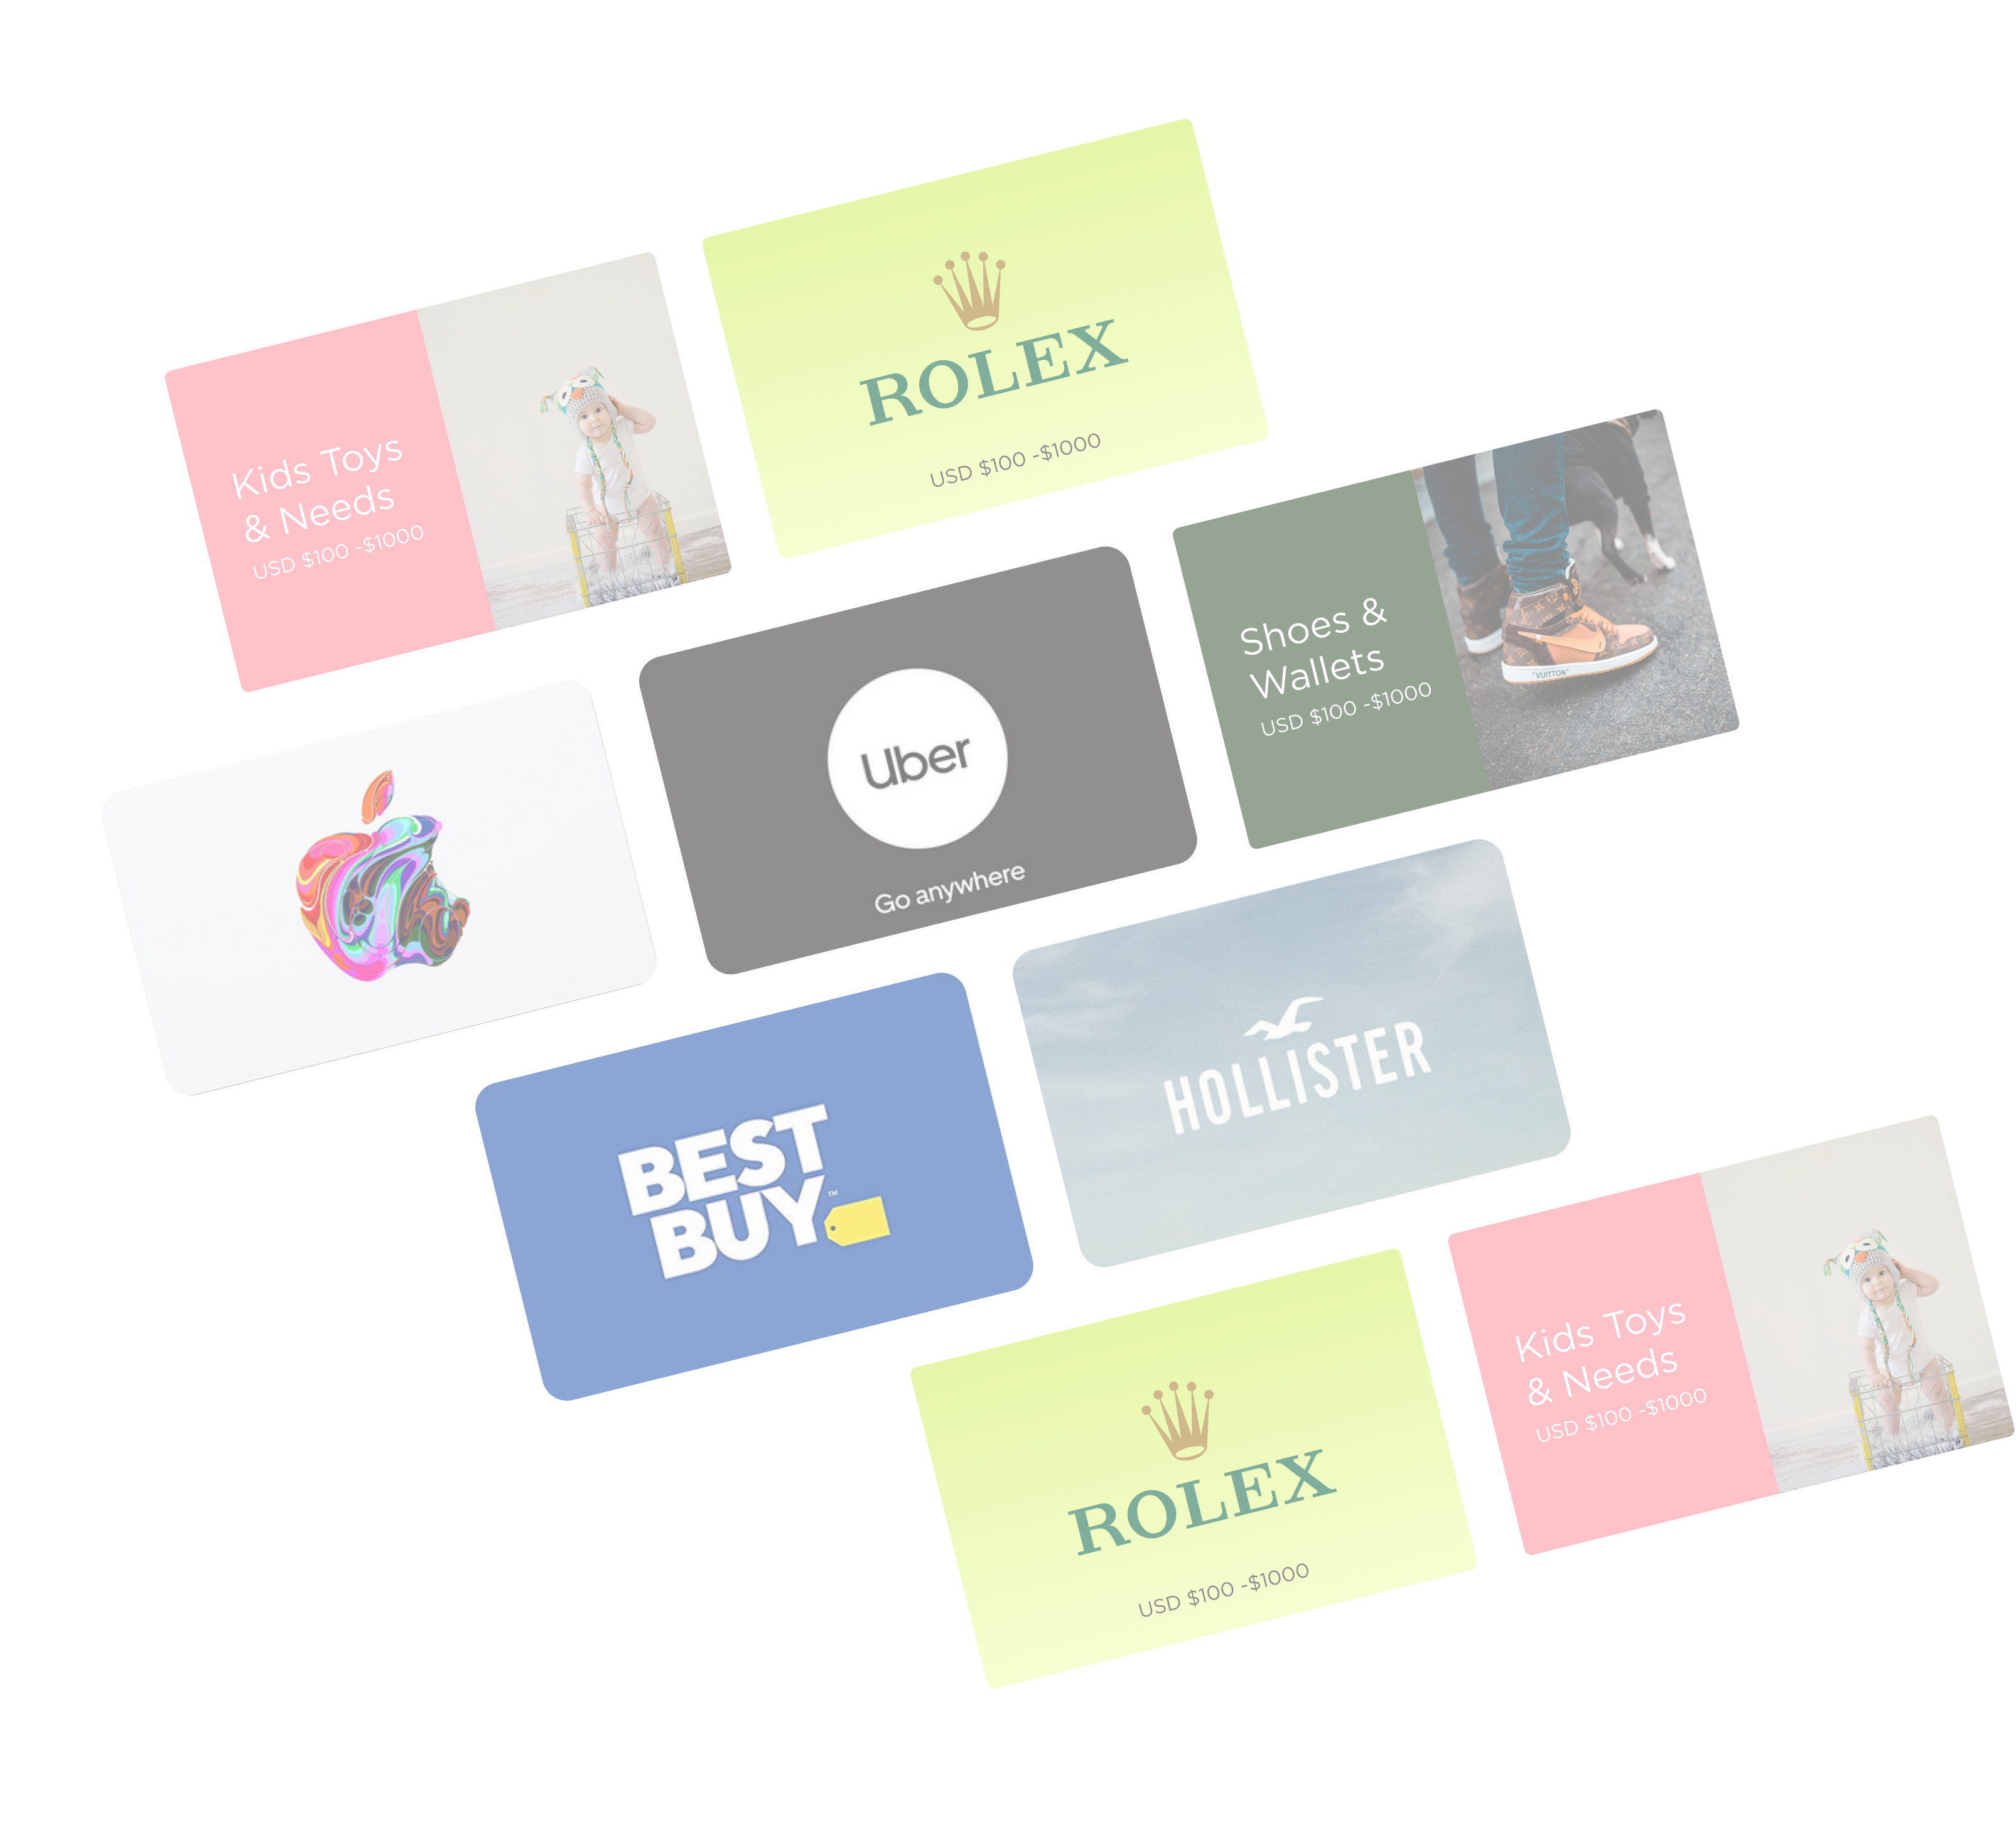 Kids Toys
& Needs
USD $100 -$1000
ROLEX
USD $100 -$1000
Shoes &
Wallets
USD $100 -$1000
"VUITTON"
Uber
Go anywhere
BEST
BUY™
HOLLISTER
ROLEX
USD $100 -$1000
Kids Toys
& Needs
USD $100 -$1000